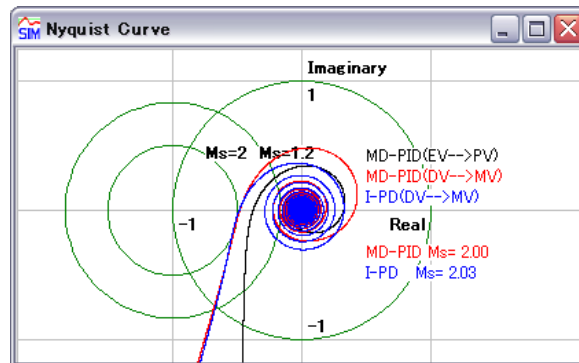 SIM Nyquist Curve
Imaginary
1
Ms=2 Ms=1.2
MD-PID(EV-->PV)
MD-PID(DV-->MV)
I-PD(DV-->MV)
-1
Real
MD-PID Ms= 2.00
I-PD Ms= 2.03
-1